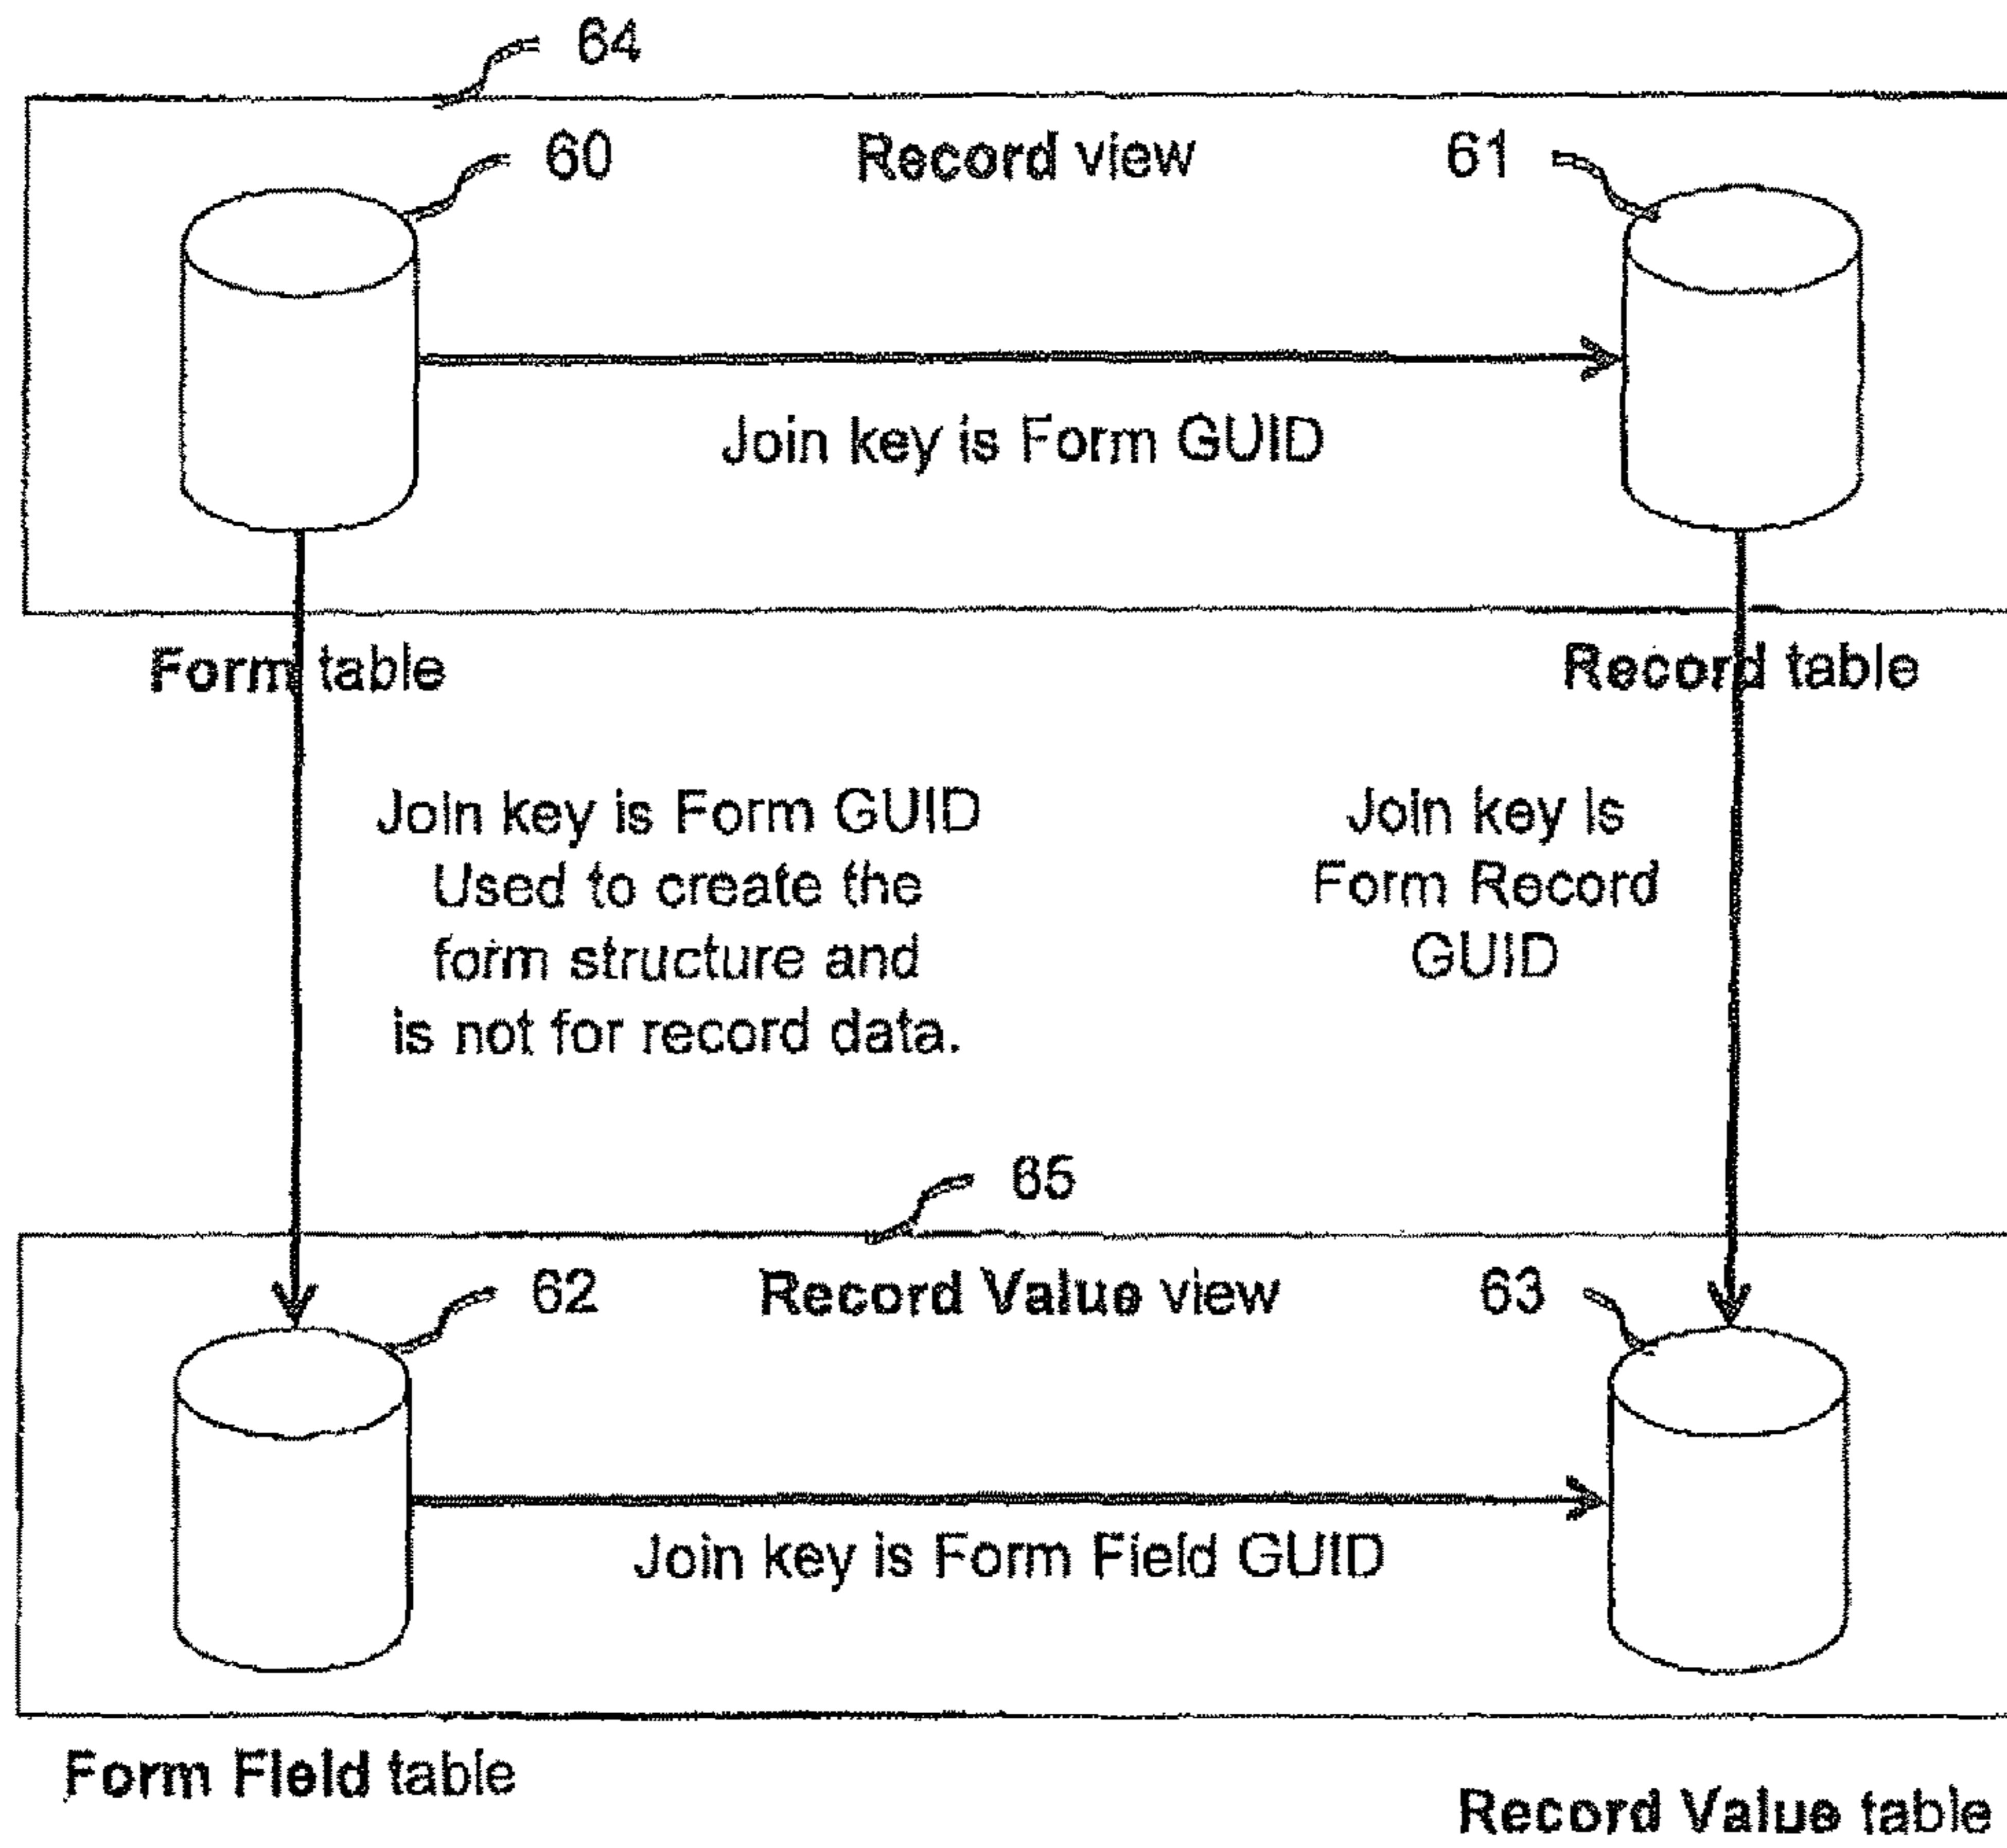 64
60
Record view
61
Join key is Form GUID
Form table
Record table
Join key is Form GUID
Used to create the
form structure and
is not for record data.
Join key is
Form Record
GUID
65
62
Record Value view
63
Join key is Form Field GUID
Form Field table
Record Value table